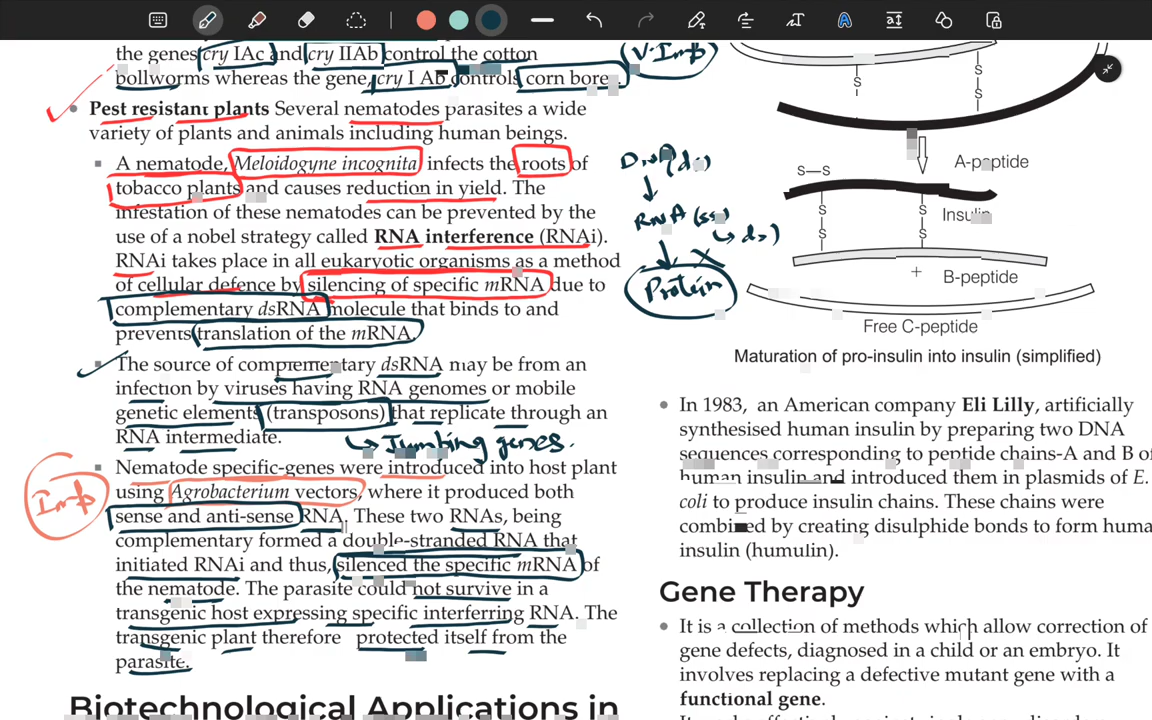 the genes cry IAc and cry IIAb control the cotton
bollworms whereas the gene, cry I Ab controls corn borer.
(V. Imp)
• Pest resistant plants Several nematodes parasites a wide
variety of plants and animals including human beings.
▪ A nematode, Meloidogyne incognita infects the roots of
tobacco plants and causes reduction in yield. The
infestation of these nematodes can be prevented by the
use of a nobel strategy called RNA interference (RNAi).
RNAi takes place in all eukaryotic organisms as a method
of cellular defence by silencing of specific mRNA due to
complementary dsRNA molecule that binds to and
prevents translation of the mRNA.
▪ The source of complementary dsRNA may be from an
infection by viruses having RNA genomes or mobile
genetic elements (transposons) that replicate through an
RNA intermediate.
↳ Jumbing genes.
Imp
▪ Nematode specific-genes were introduced into host plant
using Agrobacterium vectors, where it produced both
sense and anti-sense RNA. These two RNAs, being
complementary formed a double-stranded RNA that
initiated RNAi and thus, silenced the specific mRNA of
the nematode. The parasite could not survive in a
transgenic host expressing specific interfering RNA. The
transgenic plant therefore protected itself from the
parasite.
Biotechnological Applications in
DNA (ds)
↓
RNA (ss)
↳ ds)
↓ X
Protein
S
S
S
S
A-peptide
S—S
S
S
Insulin
S
S
B-peptide
+
Free C-peptide
Maturation of pro-insulin into insulin (simplified)
• In 1983, an American company Eli Lilly, artificially
synthesised human insulin by preparing two DNA
sequences corresponding to peptide chains-A and B of
human insulin and introduced them in plasmids of E.
coli to produce insulin chains. These chains were
combined by creating disulphide bonds to form huma
insulin (humulin).
Gene Therapy
• It is a collection of methods which allow correction of
gene defects, diagnosed in a child or an embryo. It
involves replacing a defective mutant gene with a
functional gene.